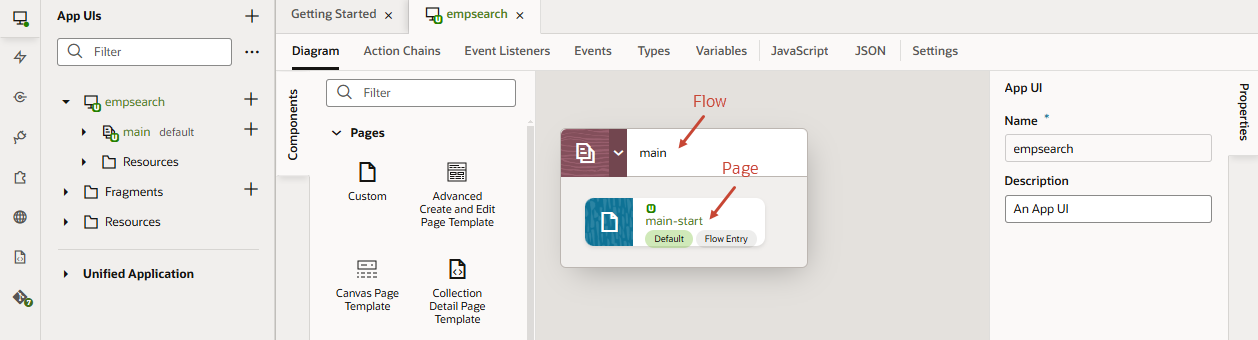 App UIs
Getting Started
empsearch
Filter
Diagram
Action Chains
Event Listeners
Events
Types
Variables
JavaScript
JSON
Settings
empsearch
main default
Resources
Fragments
Resources
Unified Application
7
Components
Filter
Pages
Custom
Advanced
Create and Edit
Page Template
Canvas Page
Template
Collection
Detail Page
Template
Flow
main
Page
U
main-start
Default
Flow Entry
App UI
Name *
empsearch
Description
An App UI
Properties